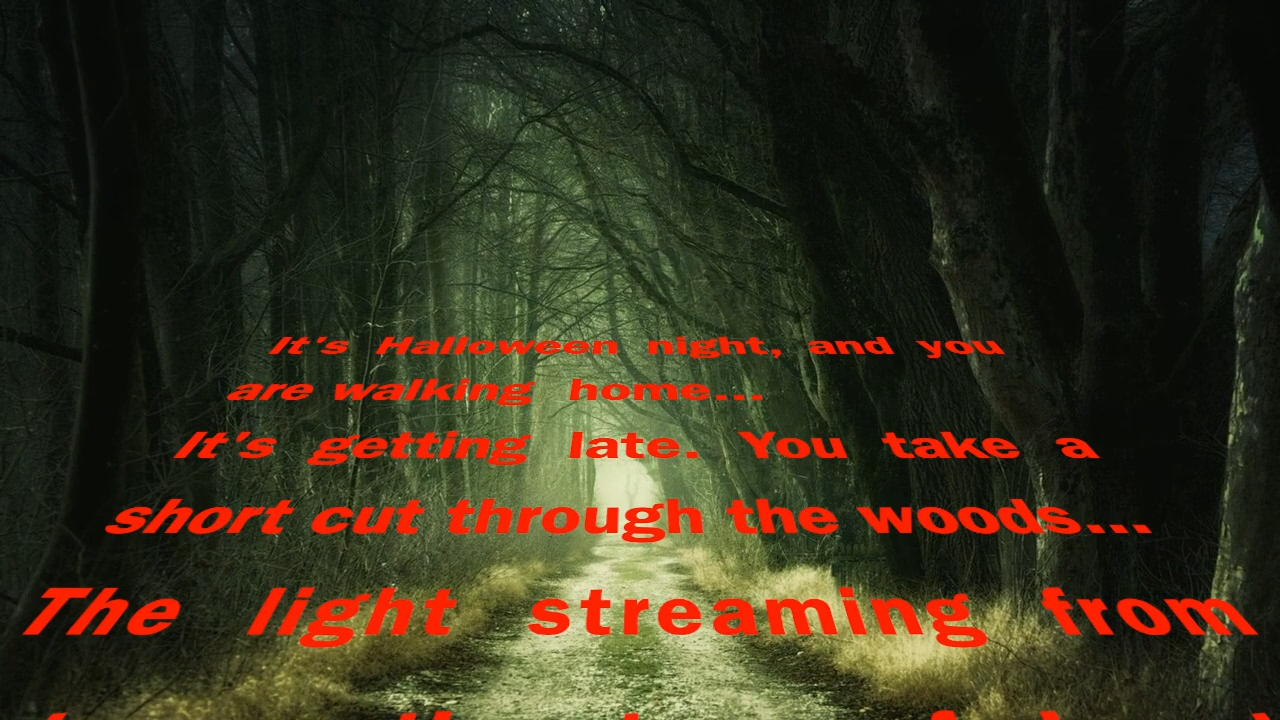 It's Halloween night, and you
are walking home...
It's getting late. You take a
short cut through the woods...
The light streaming from